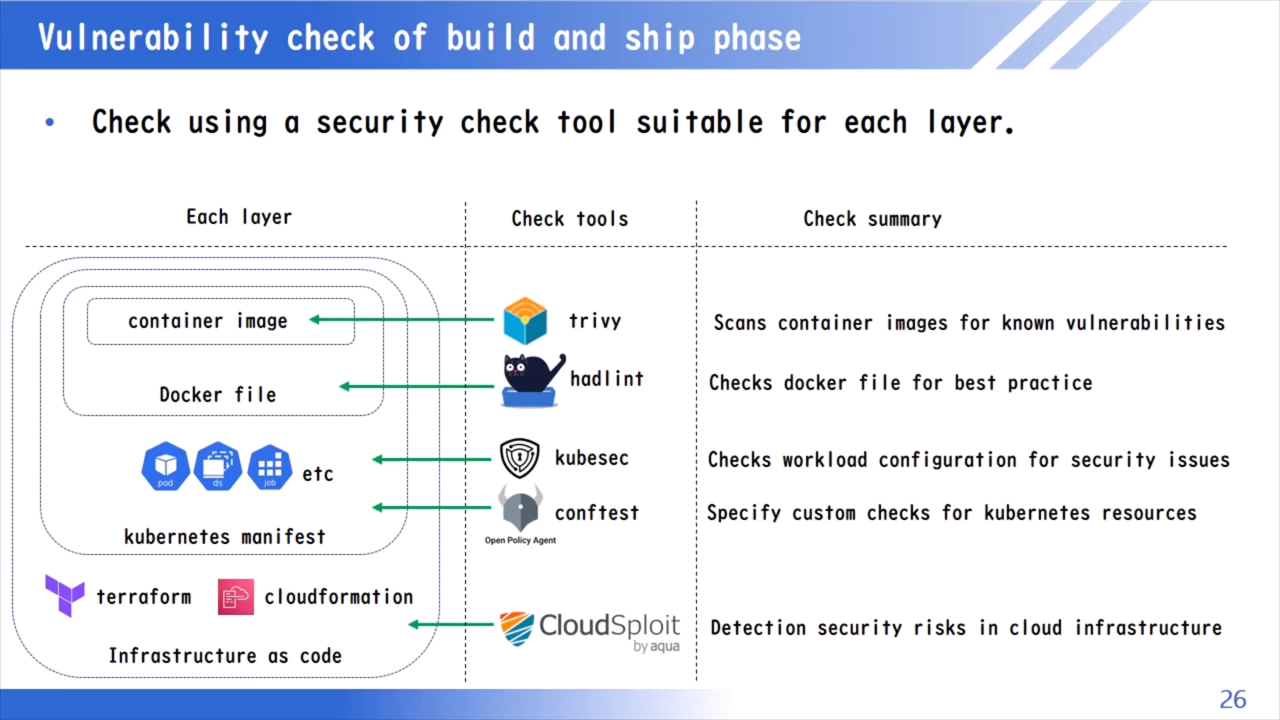 Vulnerability check of build and ship phase
• Check using a security check tool suitable for each layer.
Each layer
Check tools
Check summary
container image
trivy
Scans container images for known vulnerabilities
Docker file
hadlint
Checks docker file for best practice
pod
ds
job
etc
kubesec
Checks workload configuration for security issues
kubernetes manifest
conftest
Open Policy Agent
Specify custom checks for kubernetes resources
terraform
cloudformation
Infrastructure as code
CloudSploit
by aqua
Detection security risks in cloud infrastructure
26